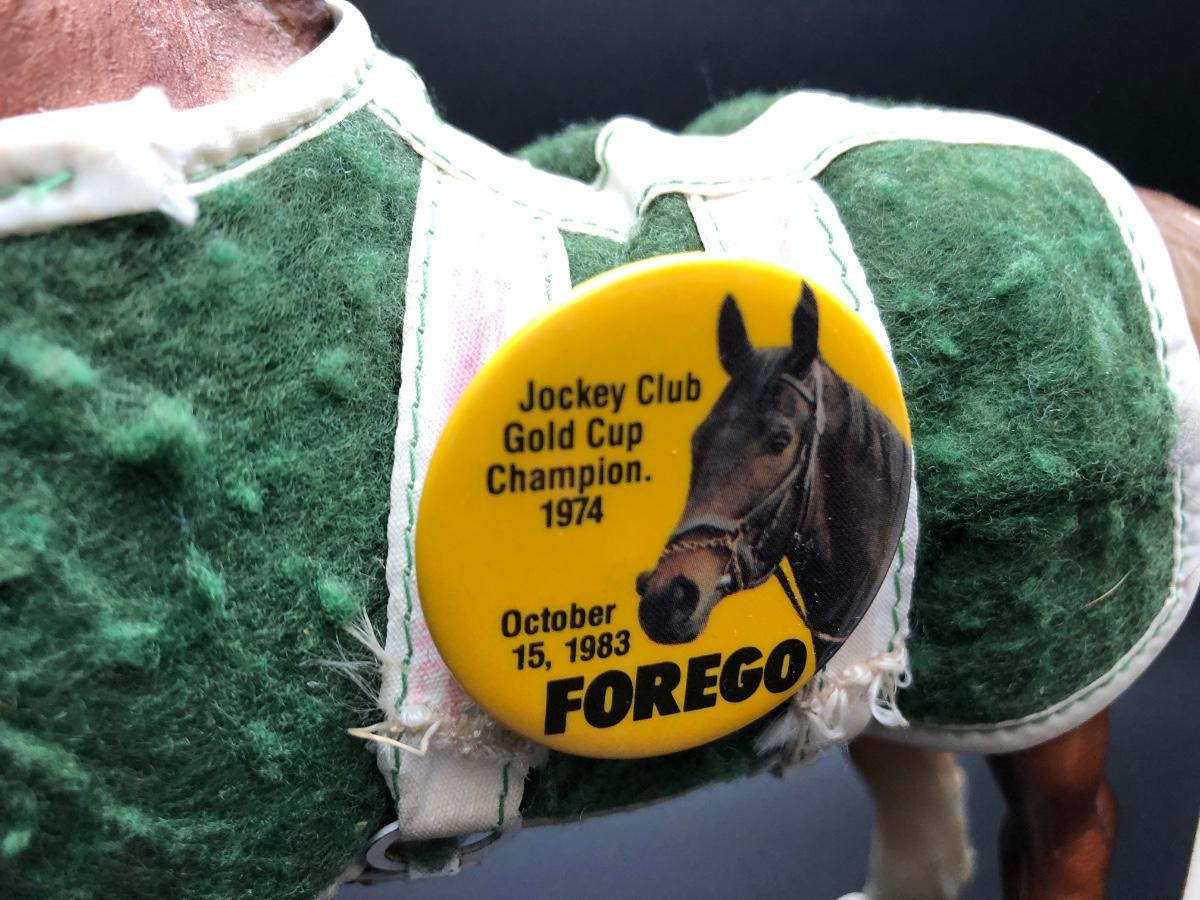 Jockey Club
Gold Cup
Champion.
1974
October
15, 1983
FOREGO